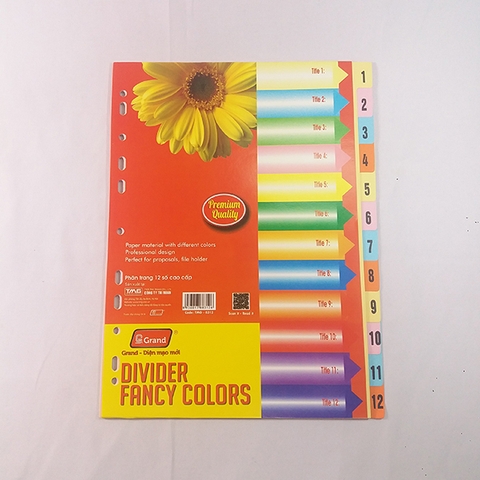 Title 1:
1
Title 2:
2
Title 3:
3
Title 4:
4
Title 5:
5
Title 6:
6
Title 7:
7
Title 8:
8
Title 9:
9
Title 10:
10
Title 11:
11
Title 12:
12
Premium
Quality
Paper material with different colors
Professional design
Perfect for proposals, file holder
Phân trang 12 số cao cấp
TMG
Grand
Grand - Diện mạo mới
DIVIDER
FANCY COLORS